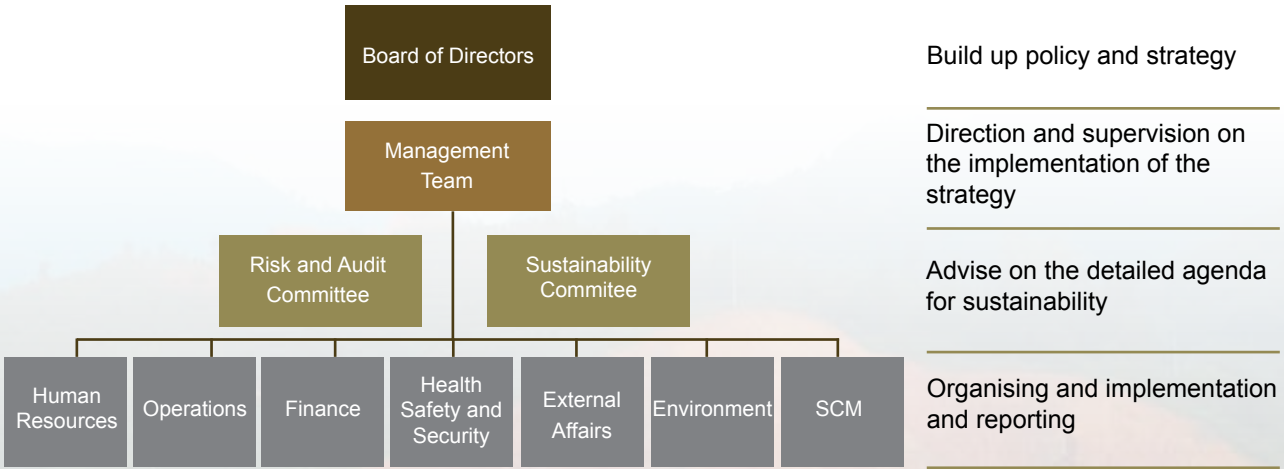 Board of Directors
Build up policy and strategy
Management
Team
Direction and supervision on
the implementation of the
strategy
Risk and Audit
Committee
Sustainability
Commitee
Advise on the detailed agenda
for sustainability
Human
Resources
Operations
Finance
Health
Safety and
Security
External
Affairs
Environment
SCM
Organising and implementation
and reporting